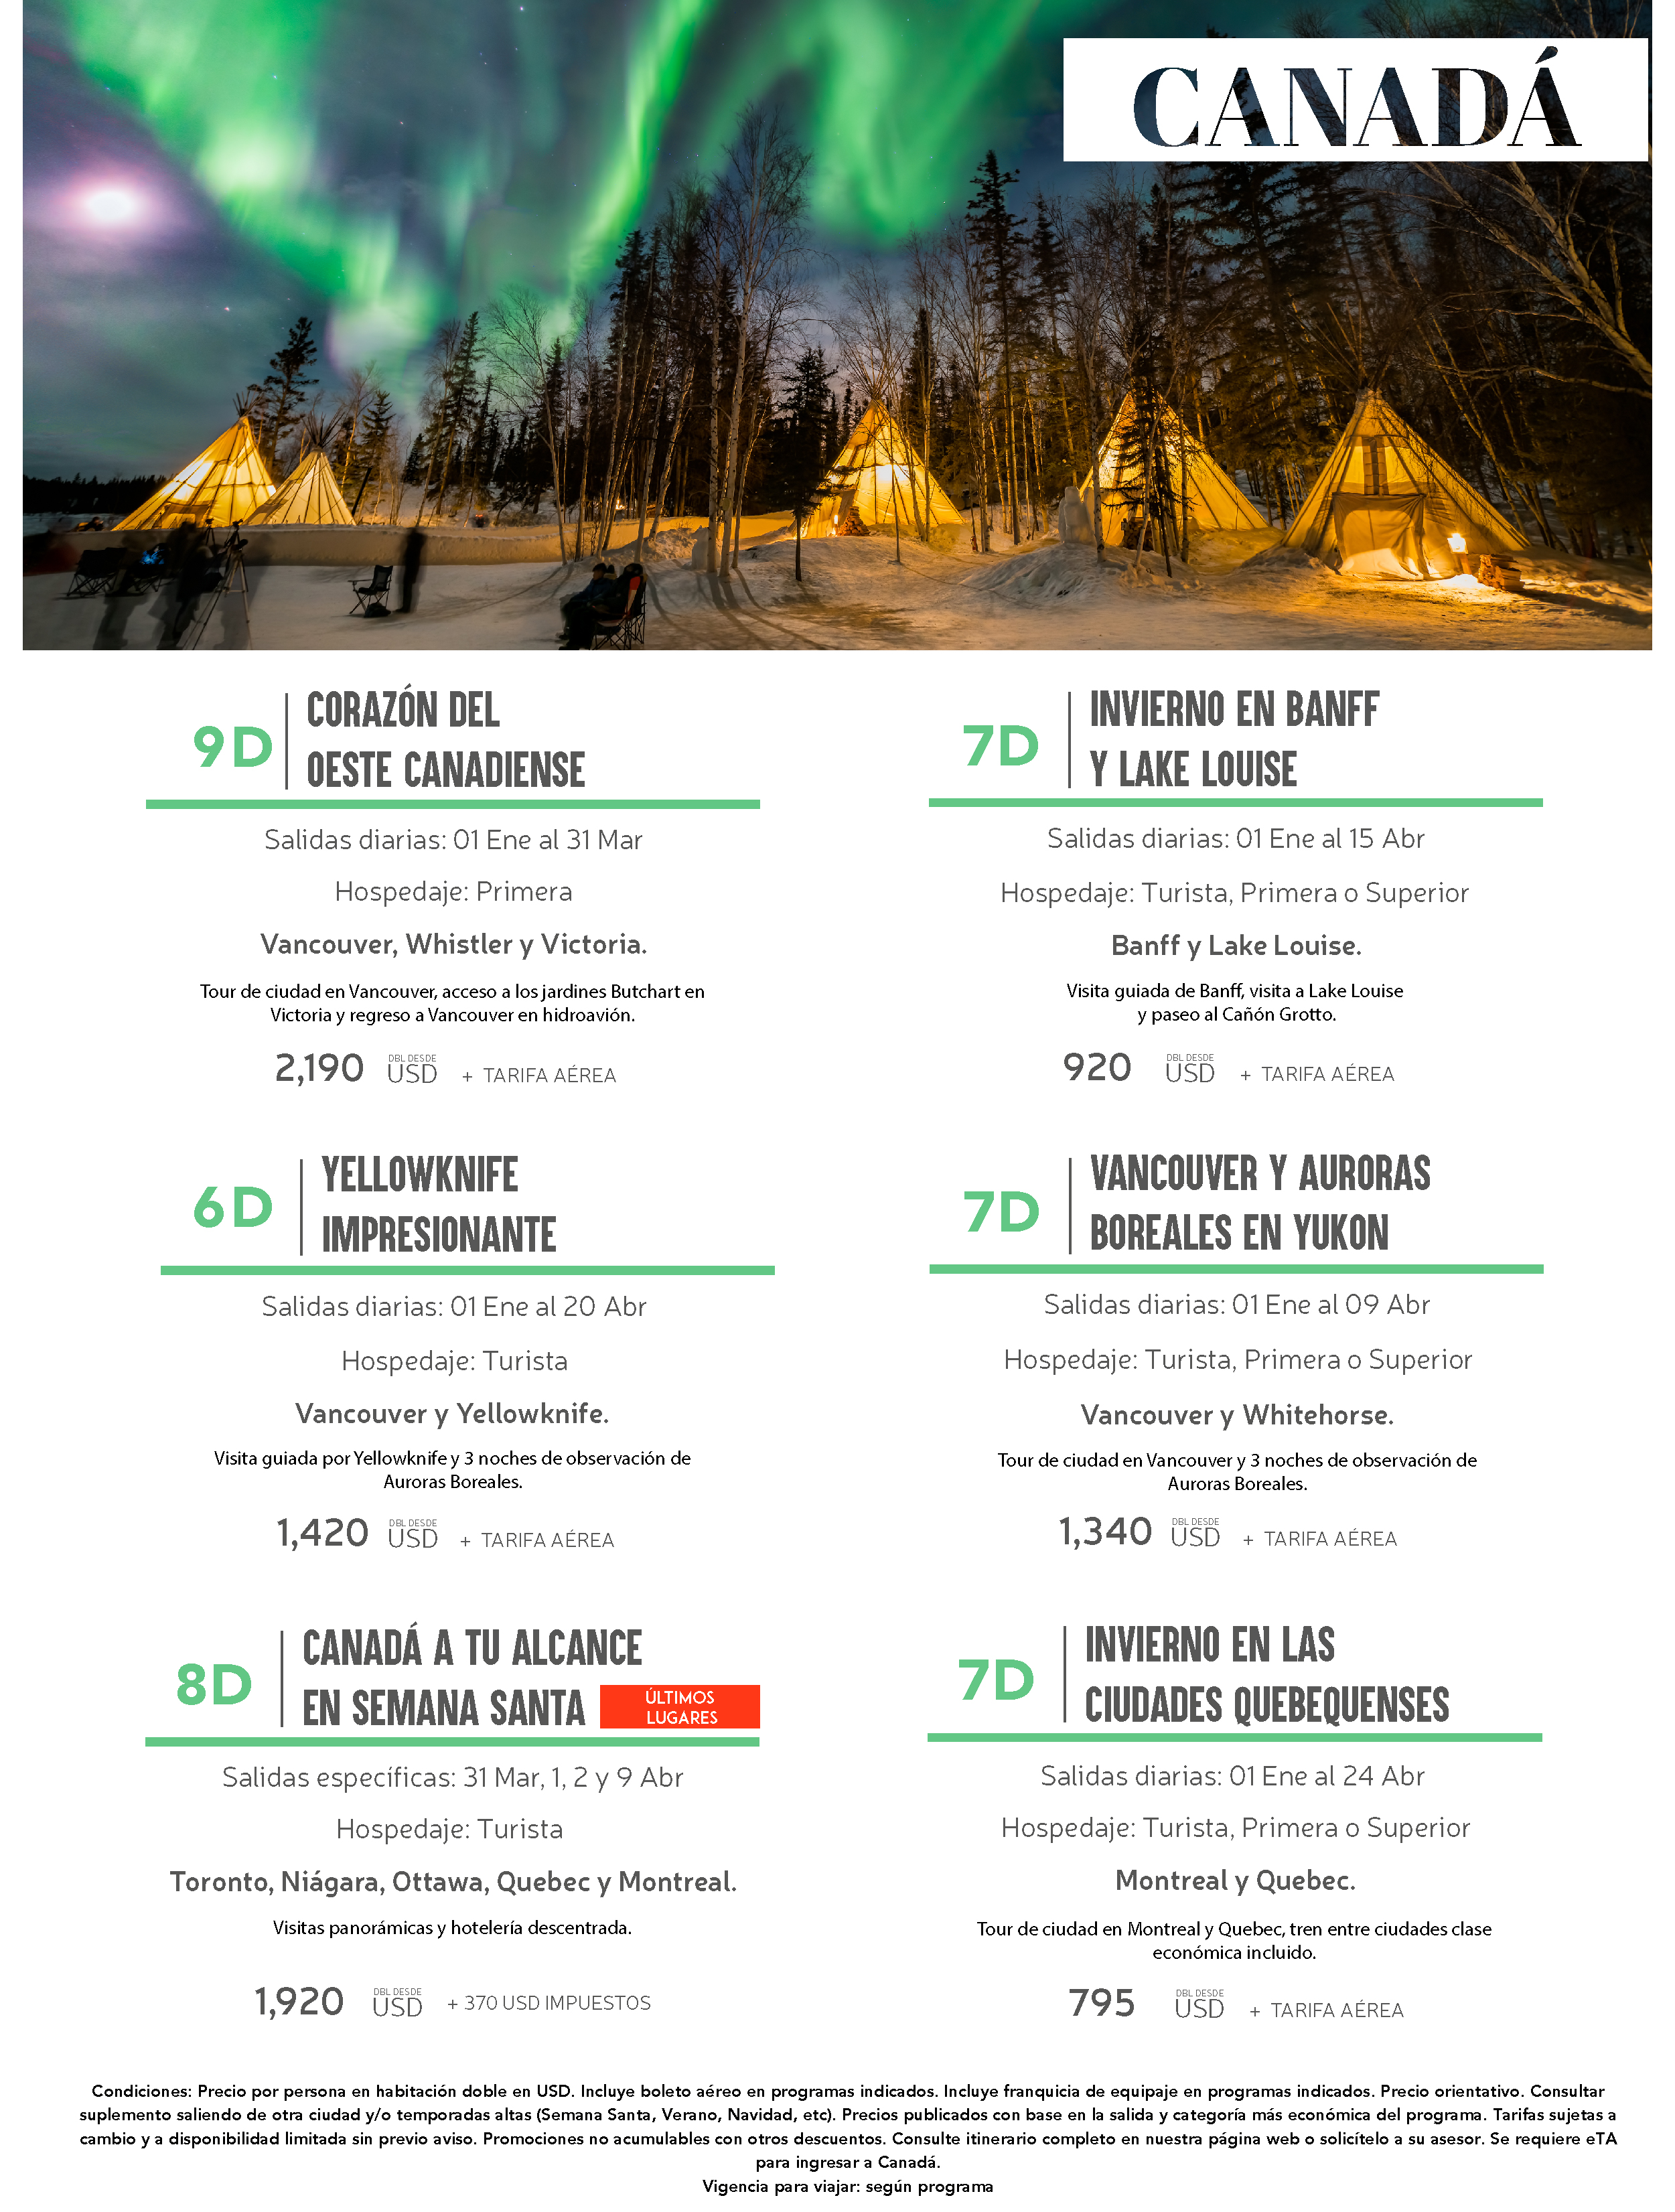 CANADÁ
9D
CORAZÓN DEL
OESTE CANADIENSE
Salidas diarias: 01 Ene al 31 Mar
Hospedaje: Primera
Vancouver, Whistler y Victoria.
Tour de ciudad en Vancouver, acceso a los jardines Butchart en
Victoria y regreso a Vancouver en hidroavión.
2,190 DBL DESDE USD + TARIFA AÉREA
7D
INVIERNO EN BANFF
Y LAKE LOUISE
Salidas diarias: 01 Ene al 15 Abr
Hospedaje: Turista, Primera o Superior
Banff y Lake Louise.
Visita guiada de Banff, visita a Lake Louise
y paseo al Cañón Grotto.
920 DBL DESDE USD + TARIFA AÉREA
6D
YELLOWKNIFE
IMPRESIONANTE
Salidas diarias: 01 Ene al 20 Abr
Hospedaje: Turista
Vancouver y Yellowknife.
Visita guiada por Yellowknife y 3 noches de observación de
Auroras Boreales.
1,420 DBL DESDE USD + TARIFA AÉREA
7D
VANCOUVER Y AURORAS
BOREALES EN YUKON
Salidas diarias: 01 Ene al 09 Abr
Hospedaje: Turista, Primera o Superior
Vancouver y Whitehorse.
Tour de ciudad en Vancouver y 3 noches de observación de
Auroras Boreales.
1,340 DBL DESDE USD + TARIFA AÉREA
8D
CANADÁ A TU ALCANCE
EN SEMANA SANTA
ÚLTIMOS
LUGARES
Salidas específicas: 31 Mar, 1, 2 y 9 Abr
Hospedaje: Turista
Toronto, Niágara, Ottawa, Quebec y Montreal.
Visitas panorámicas y hotelería descentrada.
1,920 DBL DESDE USD + 370 USD IMPUESTOS
7D
INVIERNO EN LAS
CIUDADES QUEBEQUENSES
Salidas diarias: 01 Ene al 24 Abr
Hospedaje: Turista, Primera o Superior
Montreal y Quebec.
Tour de ciudad en Montreal y Quebec, tren entre ciudades clase
económica incluido.
795 DBL DESDE USD + TARIFA AÉREA
Condiciones: Precio por persona en habitación doble en USD. Incluye boleto aéreo en programas indicados. Incluye franquicia de equipaje en programas indicados. Precio orientativo. Consultar
suplemento saliendo de otra ciudad y/o temporadas altas (Semana Santa, Verano, Navidad, etc). Precios publicados con base en la salida y categoría más económica del programa. Tarifas sujetas a
cambio y a disponibilidad limitada sin previo aviso. Promociones no acumulables con otros descuentos. Consulte itinerario completo en nuestra página web o solicítelo a su asesor. Se requiere eTA
para ingresar a Canadá.
Vigencia para viajar: según programa